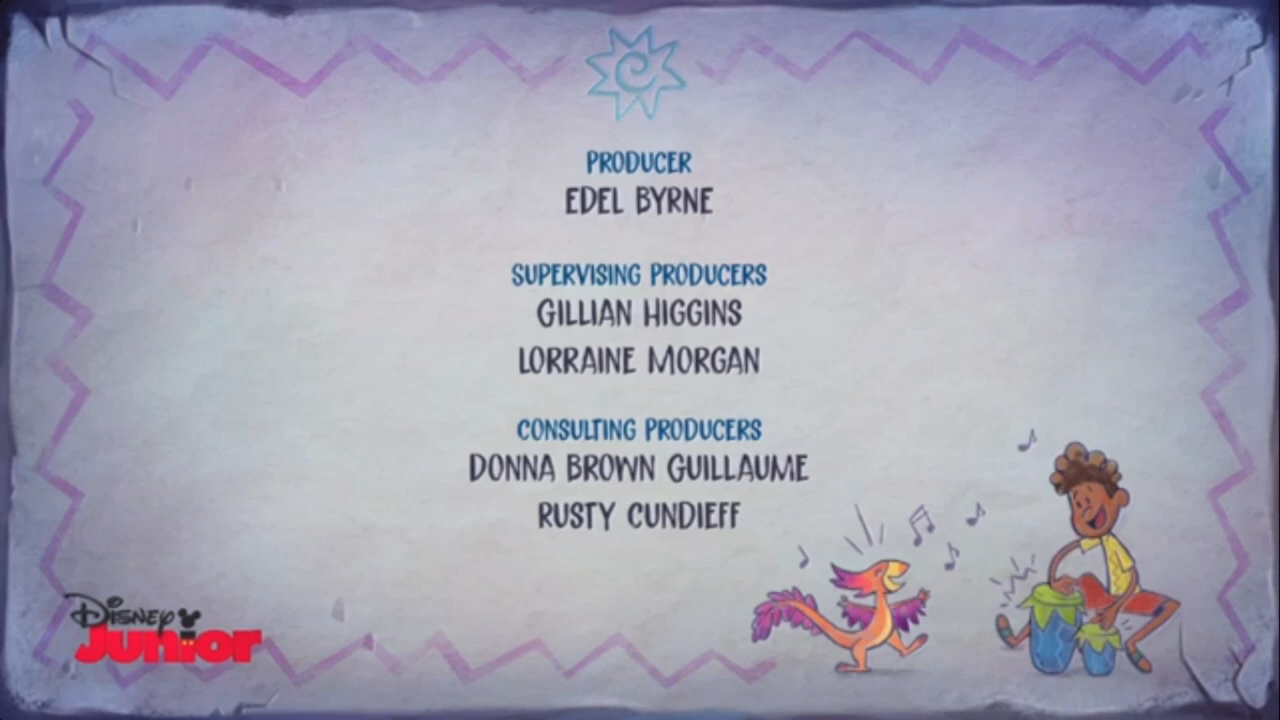 PRODUCER
EDEL BYRNE
SUPERVISING PRODUCERS
GILLIAN HIGGINS
LORRAINE MORGAN
CONSULTING PRODUCERS
DONNA BROWN GUILLAUME
RUSTY CUNDIEFF
DISNEY
JUNIOR